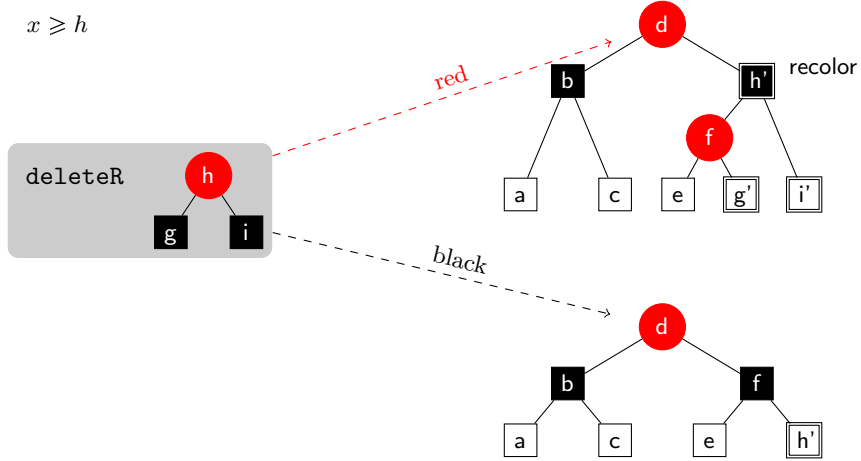 x ⩾ h
d
b
h'
recolor
red
f
deleteR
h
a
c
e
g'
i'
g
i
black
d
b
f
a
c
e
h'